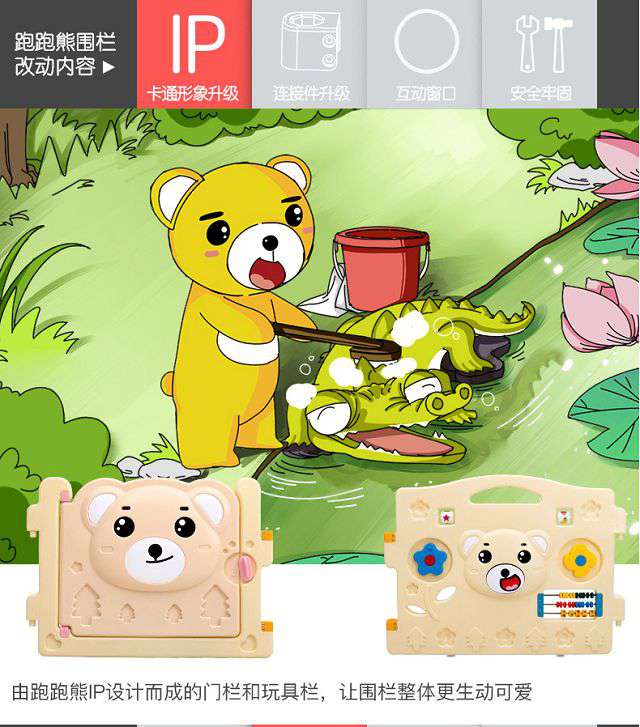 跑跑熊围栏
改动内容 ▶
IP
卡通形象升级
连接件升级
互动窗口
安全牢固
由跑跑熊IP设计而成的门栏和玩具栏，让围栏整体更生动可爱